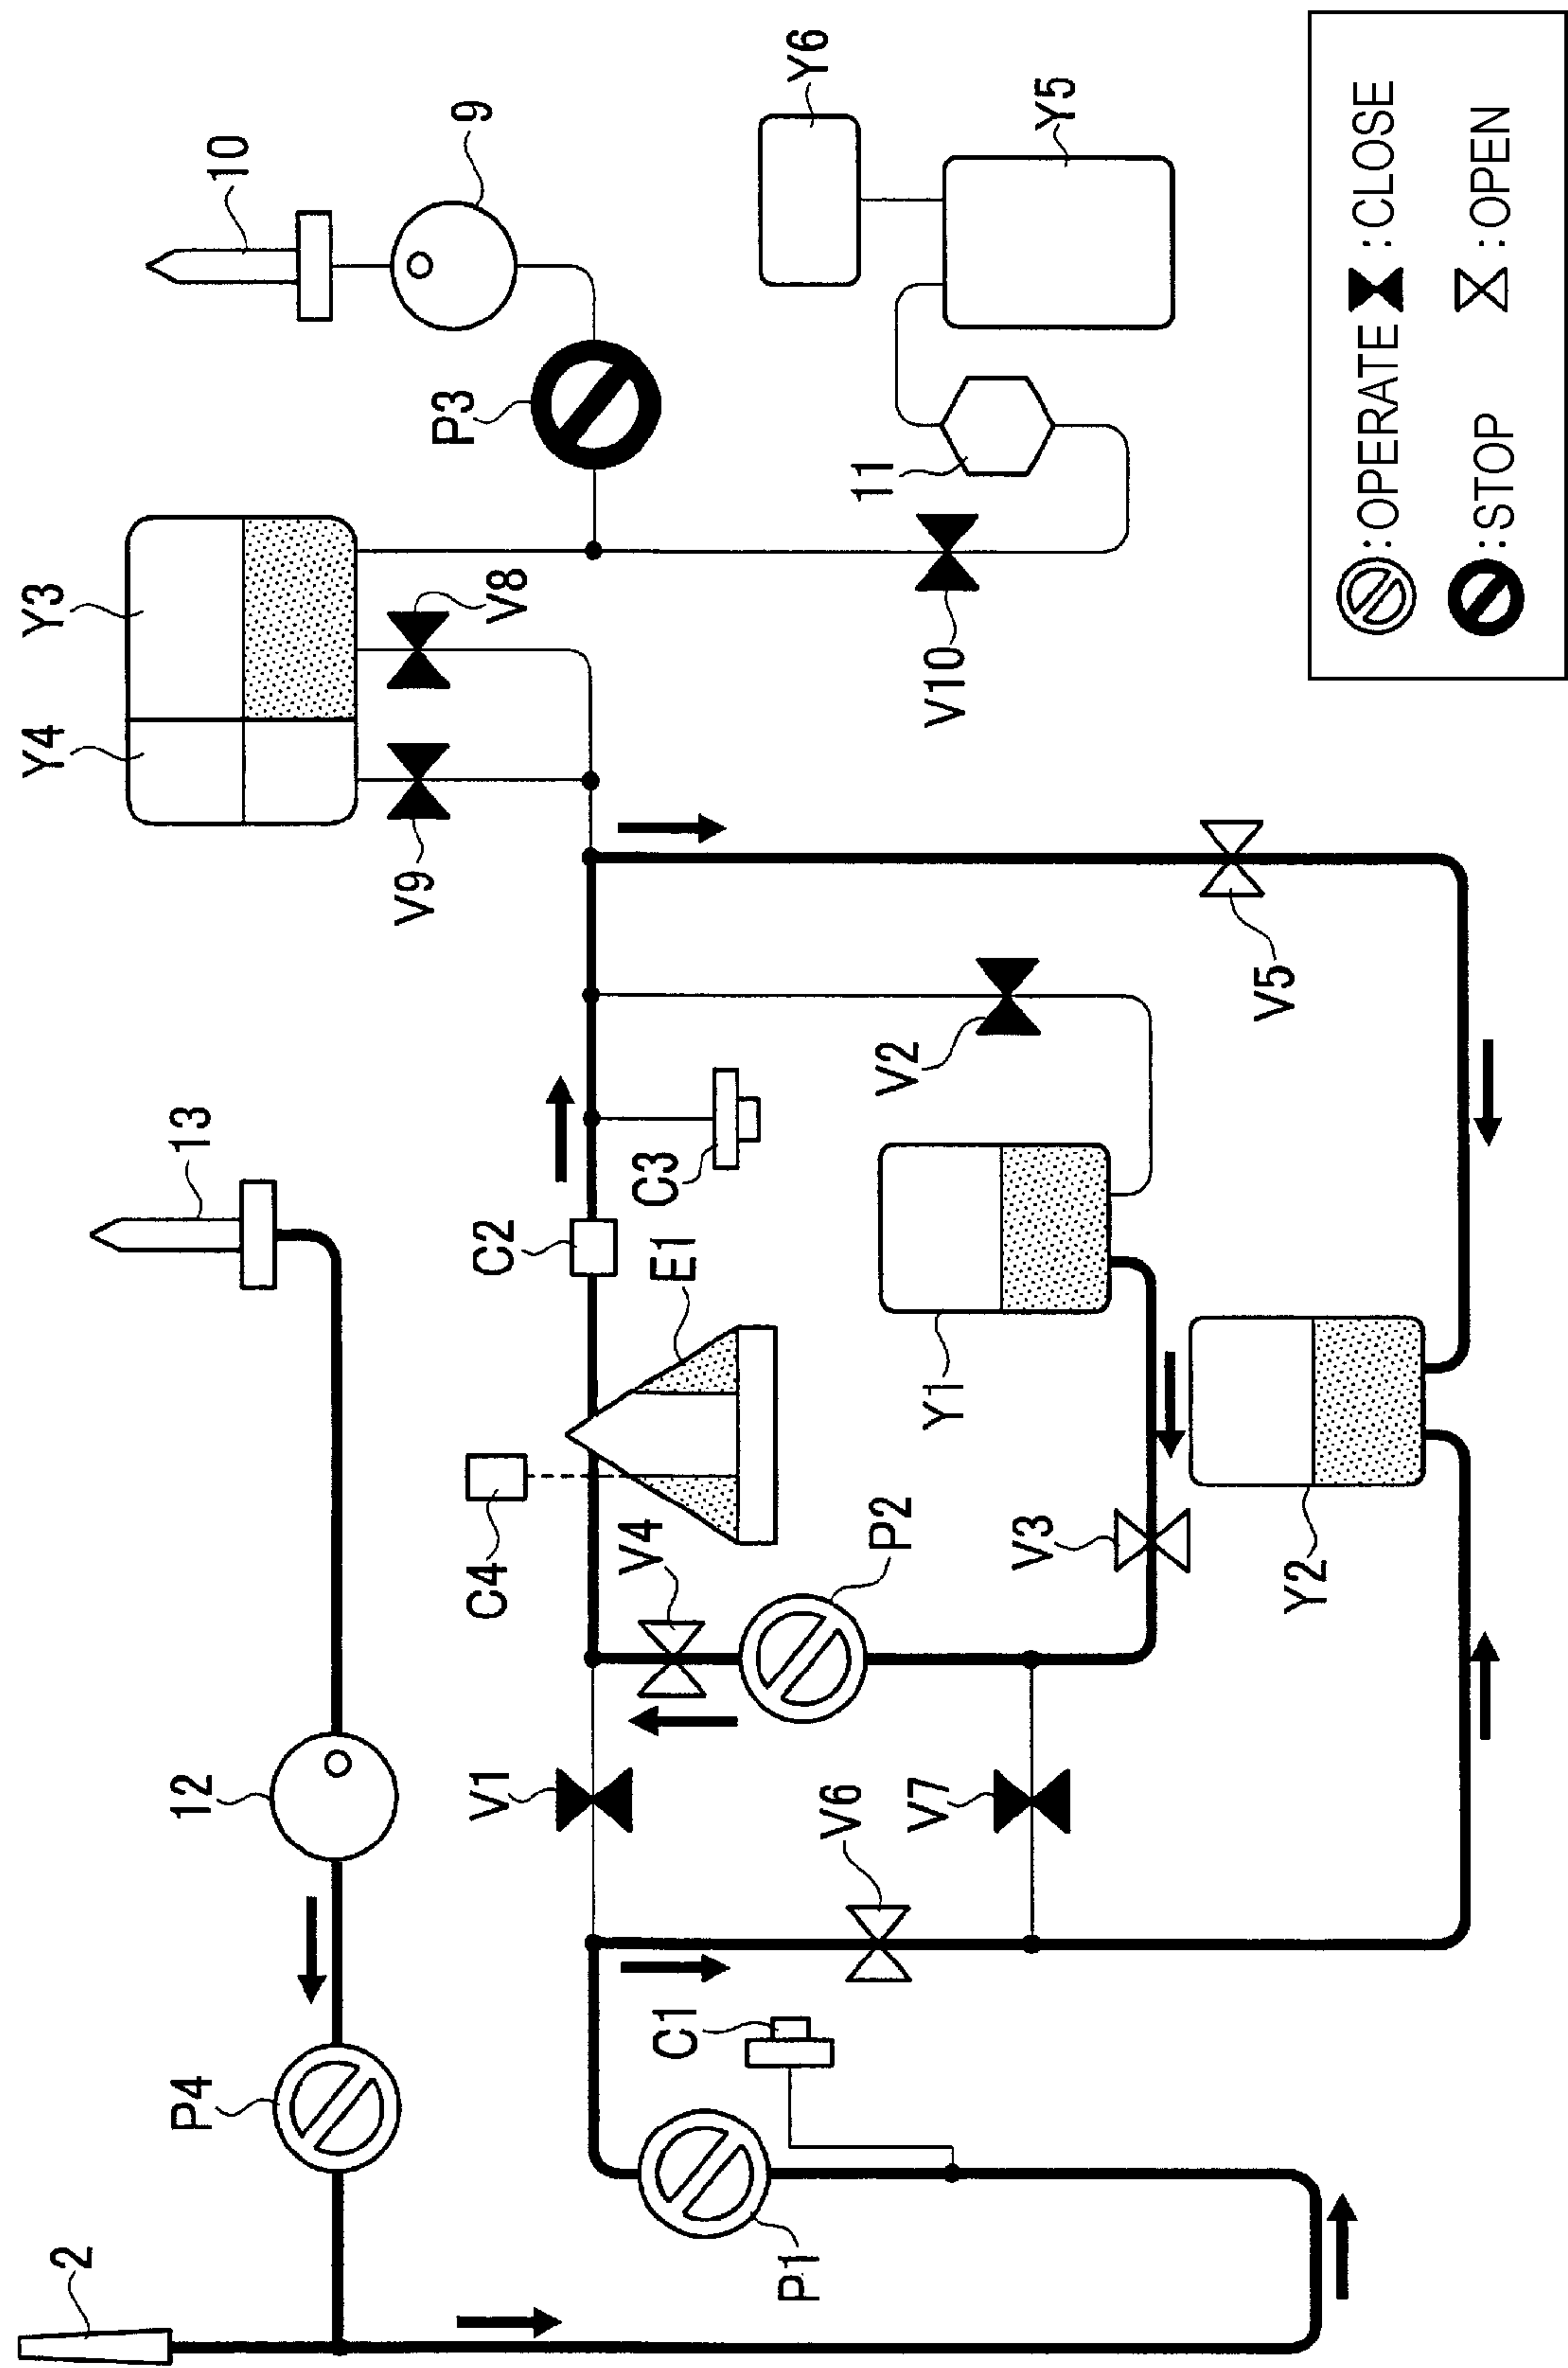 Y4 Y3
2
P4 12 13 10
V9 P3 9
C4 V1 C2 V8
V4 C3
C1 E1
P1 Y6
V6 11
P2 V2
V7 Y1 V10
V3 Y5
V5
Y2
:OPERATE :CLOSE
:STOP :OPEN